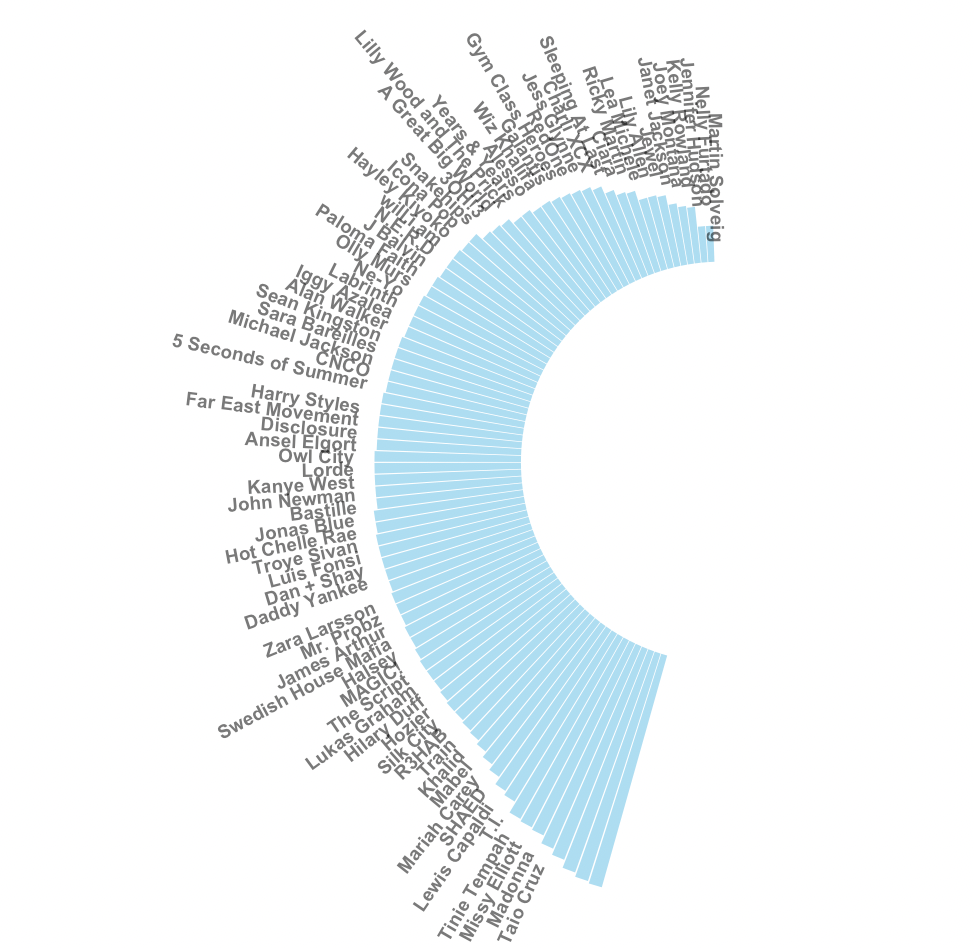 Martin Solveig
Nelly Furtado
Jennifer Hudson
Kelly Rowland
Joey Montana
Janet Jackson
Jewel
Lily Allen
Lea Michele
Ricky Martin
Ciara
Sleeping At Last
Charli XCX
Jess Glynne
RedOne
Gym Class Heroes
Galantis
Wiz Khalifa
Alesso
Years & Years
Lilly Wood and The Prick
A Great Big World
3OH!3
Snakehips
Icona Pop
Hayley Kiyoko
will.i.am
N.E.R.D
J Balvin
Paloma Faith
Olly Murs
Ne-Yo
Labrinth
Iggy Azalea
Alan Walker
Sean Kingston
Sara Bareilles
Michael Jackson
CNCO
5 Seconds of Summer
Harry Styles
Far East Movement
Disclosure
Ansel Elgort
Owl City
Lorde
Kanye West
John Newman
Bastille
Jonas Blue
Hot Chelle Rae
Troye Sivan
Luis Fonsi
Dan + Shay
Daddy Yankee
Zara Larsson
Mr. Probz
James Arthur
Swedish House Mafia
Halsey
MAGIC!
The Script
Lukas Graham
Hilary Duff
Hozier
Silk City
R3HAB
Train
Khalid
Mabel
Mariah Carey
SHAED
Lewis Capaldi
T.I.
Tinie Tempah
Missy Elliott
Madonna
Taio Cruz